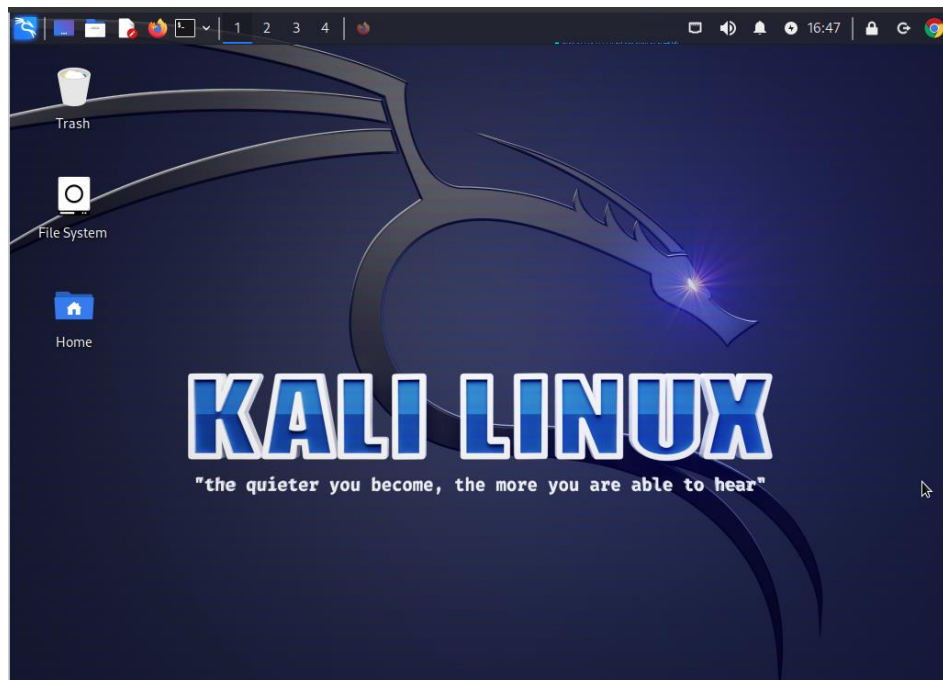 1 2 3 4 16:47
Trash
File System
Home
KALI LINUX
"the quieter you become, the more you are able to hear"